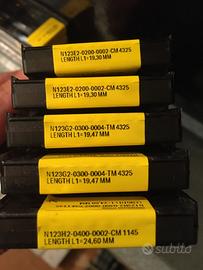 N123E2-0200-0002-CM 4325
LENGTH L1=19,30 MM
N123E2-0200-0002-CM 4325
LENGTH L1=19,30 MM
N123G2-0300-0004-TM 4325
LENGTH L1=19,47 MM
N123G2-0300-0004-TM 4325
LENGTH L1=19,47 MM
N123H2-0400-0002-CM 1145
LENGTH L1=24,60 MM
subito